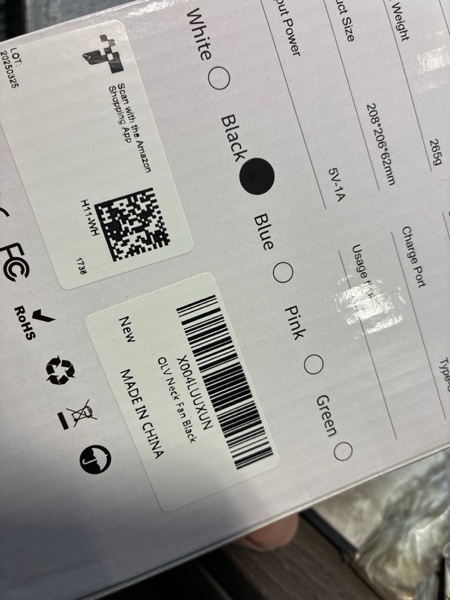 Weight
265g
uct Size
208*206*62mm
put Power
5V-1A
Charge Port
Type-C
Usage
White
Black
Blue
Pink
Green
Scan with the Amazon
Shopping App
H11-WH
1736
LOT:
20250325
X004LUUXUN
OLV Neck Fan Black
New
MADE IN CHINA
FC
RoHS